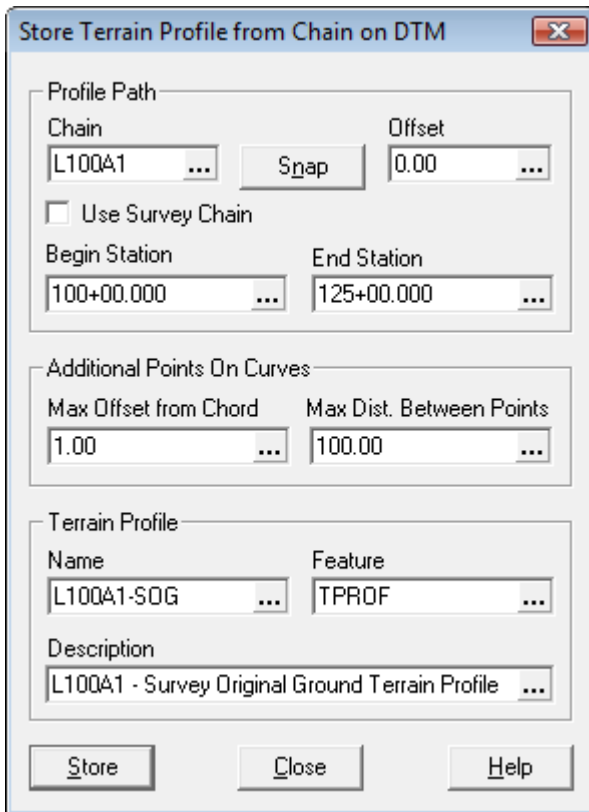 Store Terrain Profile from Chain on DTM
Profile Path
Chain Offset
L100A1 ... Snap 0.00 ...
Use Survey Chain
Begin Station End Station
100+00.000 ... 125+00.000 ...
Additional Points On Curves
Max Offset from Chord Max Dist. Between Points
1.00 ... 100.00 ...
Terrain Profile
Name Feature
L100A1-SOG ... TPROF ...
Description
L100A1 - Survey Original Ground Terrain Profile ...
Store Close Help